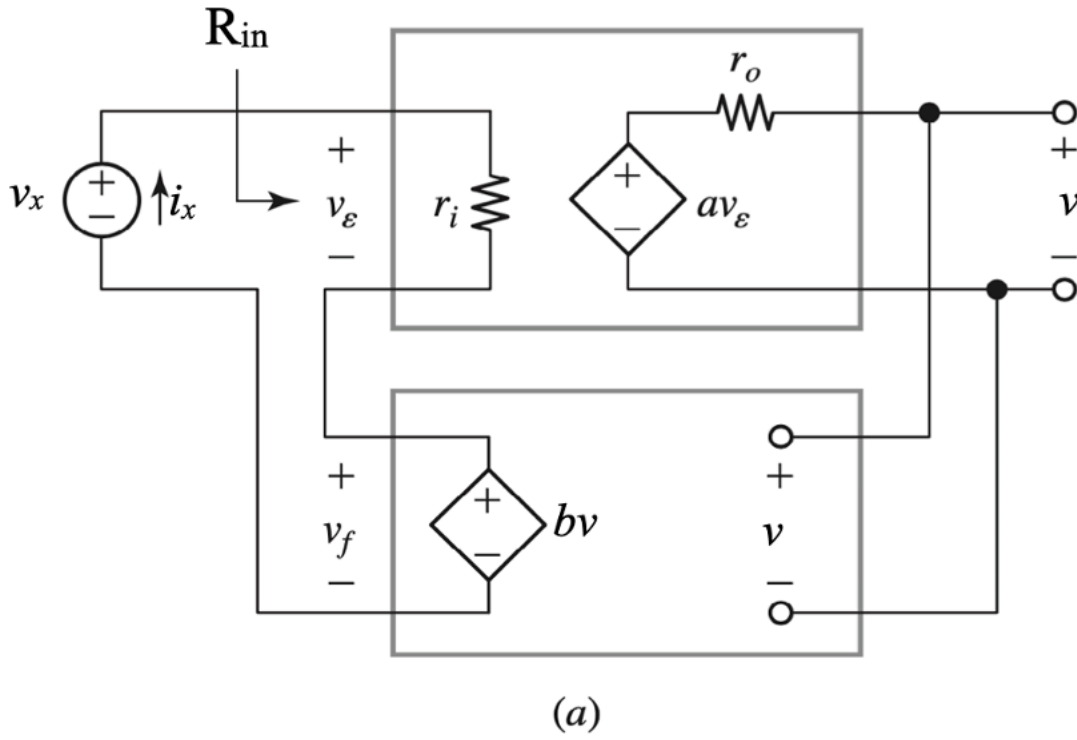 R_in
r_o
+
+
+
+
v_x
−
i_x
v_ε
r_i
av_ε
v
−
−
−
−
+
+
+
v_f
bv
v
−
−
−
(a)